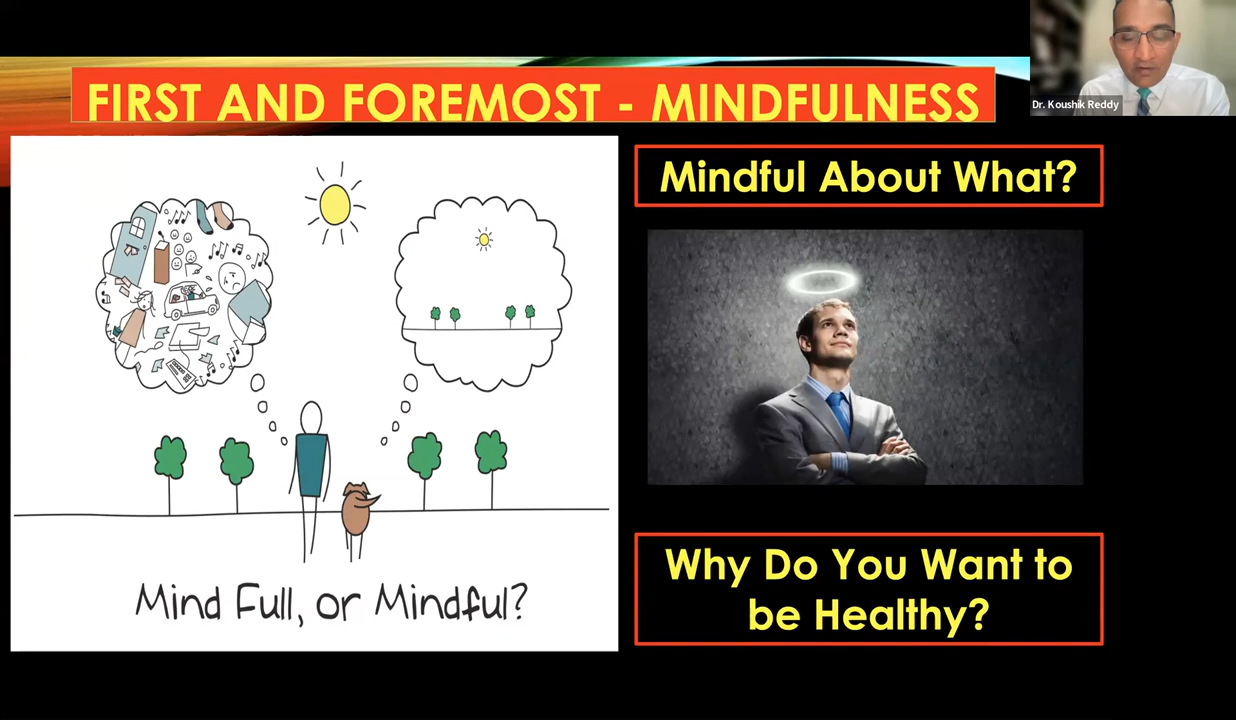 FIRST AND FOREMOST - MINDFULNESS
Dr. Koushik Reddy
Mindful About What?
Mind Full, or Mindful?
Why Do You Want to
be Healthy?